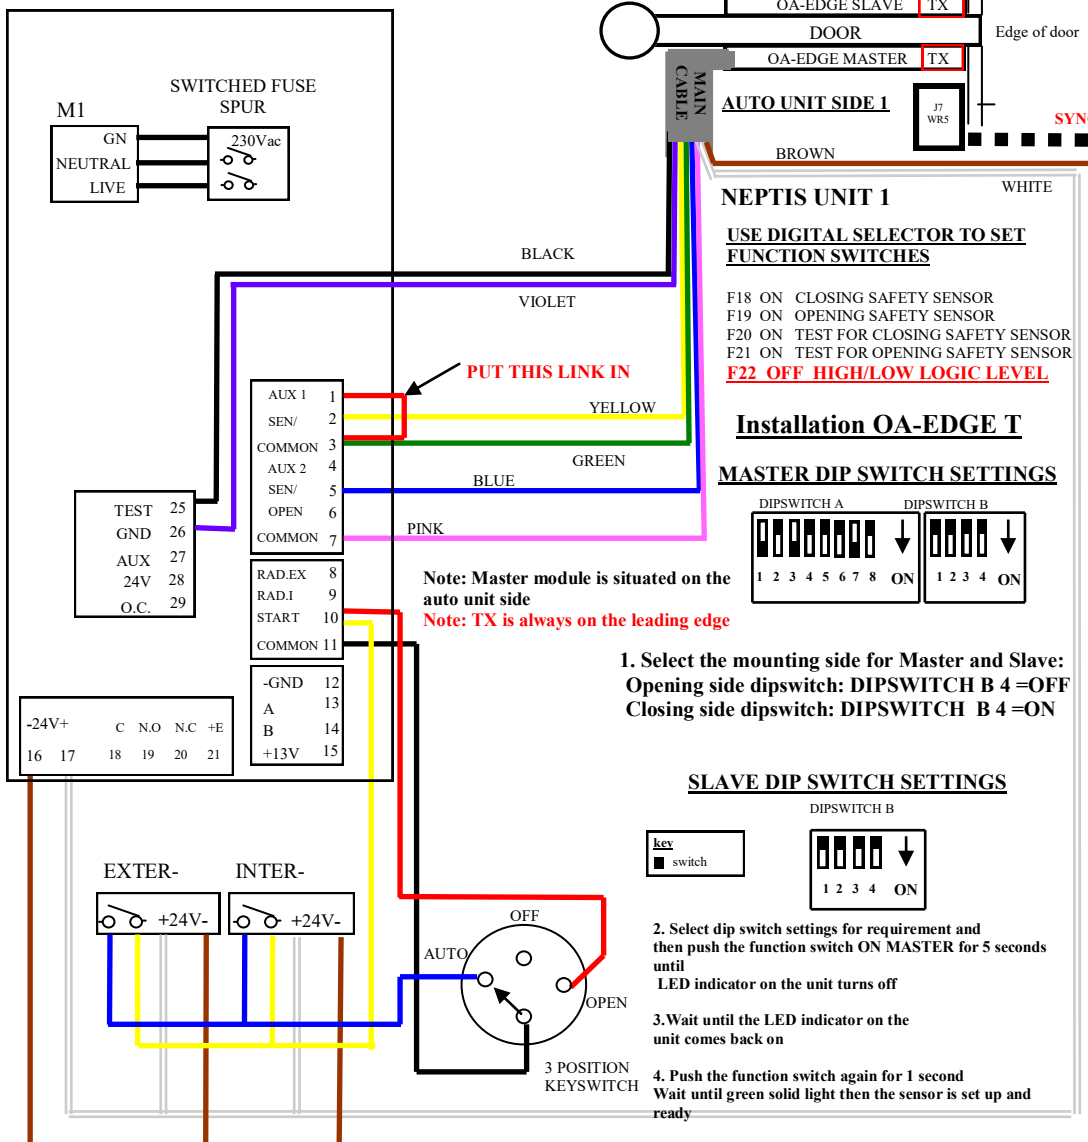 OA-EDGE SLAVE TX
DOOR
Edge of door
OA-EDGE MASTER TX
MAIN
CABLE
AUTO UNIT SIDE 1
J7
WR5
BROWN
WHITE
SWITCHED FUSE
SPUR
M1
GN
NEUTRAL
LIVE
230Vac
NEPTIS UNIT 1
USE DIGITAL SELECTOR TO SET
FUNCTION SWITCHES
F18 ON CLOSING SAFETY SENSOR
F19 ON OPENING SAFETY SENSOR
F20 ON TEST FOR CLOSING SAFETY SENSOR
F21 ON TEST FOR OPENING SAFETY SENSOR
F22 OFF HIGH/LOW LOGIC LEVEL
BLACK
VIOLET
PUT THIS LINK IN
YELLOW
GREEN
BLUE
PINK
AUX 1 1
SEN/ 2
COMMON 3
AUX 2 4
SEN/ 5
OPEN 6
COMMON 7
TEST 25
GND 26
AUX 27
24V 28
O.C. 29
RAD.EX 8
RAD.I 9
START 10
COMMON 11
-GND 12
A 13
B 14
+13V 15
-24V+ C N.O N.C +E
16 17 18 19 20 21
Installation OA-EDGE T
MASTER DIP SWITCH SETTINGS
DIPSWITCH A DIPSWITCH B
1 2 3 4 5 6 7 8 ON
1 2 3 4 ON
Note: Master module is situated on the
auto unit side
Note: TX is always on the leading edge
1. Select the mounting side for Master and Slave:
Opening side dipswitch: DIPSWITCH B 4 =OFF
Closing side dipswitch: DIPSWITCH B 4 =ON
SLAVE DIP SWITCH SETTINGS
DIPSWITCH B
key
switch
1 2 3 4 ON
EXTER-
INTER-
+24V-
+24V-
OFF
AUTO
OPEN
3 POSITION
KEYSWITCH
2. Select dip switch settings for requirement and
then push the function switch ON MASTER for 5 seconds
until
LED indicator on the unit turns off
3.Wait until the LED indicator on the
unit comes back on
4. Push the function switch again for 1 second
Wait until green solid light then the sensor is set up and
ready